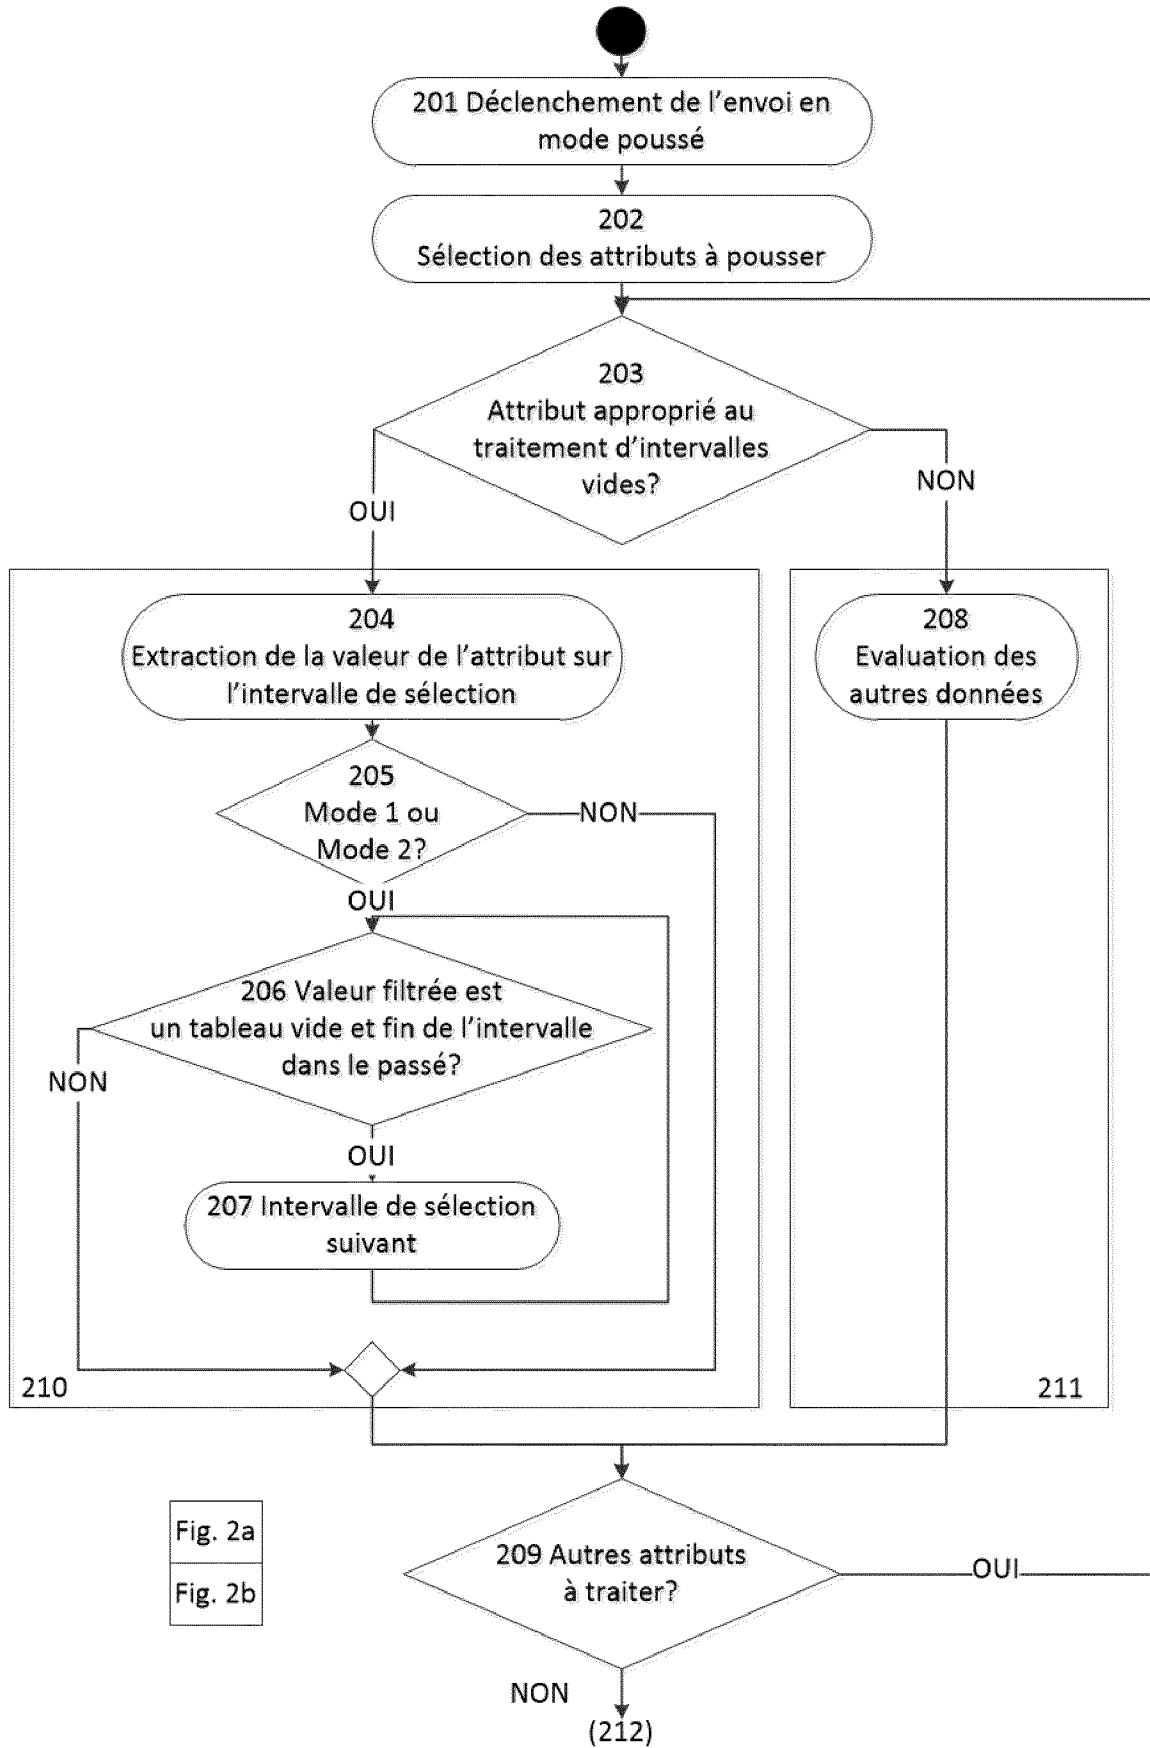 201 Déclenchement de l'envoi en
mode poussé
202
Sélection des attributs à pousser
203
Attribut approprié au
traitement d'intervalles
vides?
OUI
NON
204
Extraction de la valeur de l'attribut sur
l'intervalle de sélection
208
Evaluation des
autres données
205
Mode 1 ou
Mode 2?
NON
OUI
206 Valeur filtrée est
un tableau vide et fin de l'intervalle
dans le passé?
NON
OUI
207 Intervalle de sélection
suivant
210
211
Fig. 2a
Fig. 2b
209 Autres attributs
à traiter?
OUI
NON
(212)